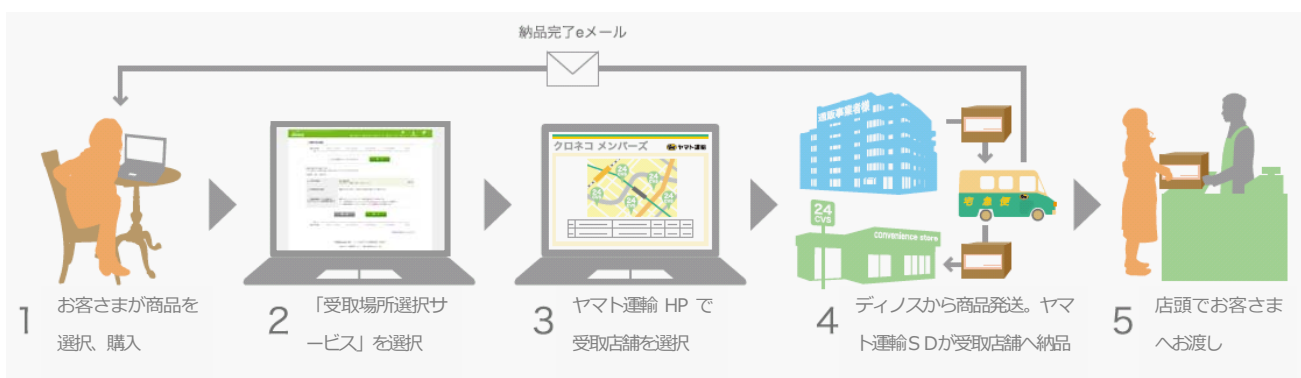 納品完了eメール
クロネコ メンバーズ
ヤマト運輸
通販事業者様
宅急便
24
CVS
convenience store
1
お客さまが商品を
選択、購入
2
「受取場所選択サ
ービス」を選択
3
ヤマト運輸 HP で
受取店舗を選択
4
ディノスから商品発送。ヤマ
ト運輸ＳＤが受取店舗へ納品
5
店頭でお客さま
へお渡し